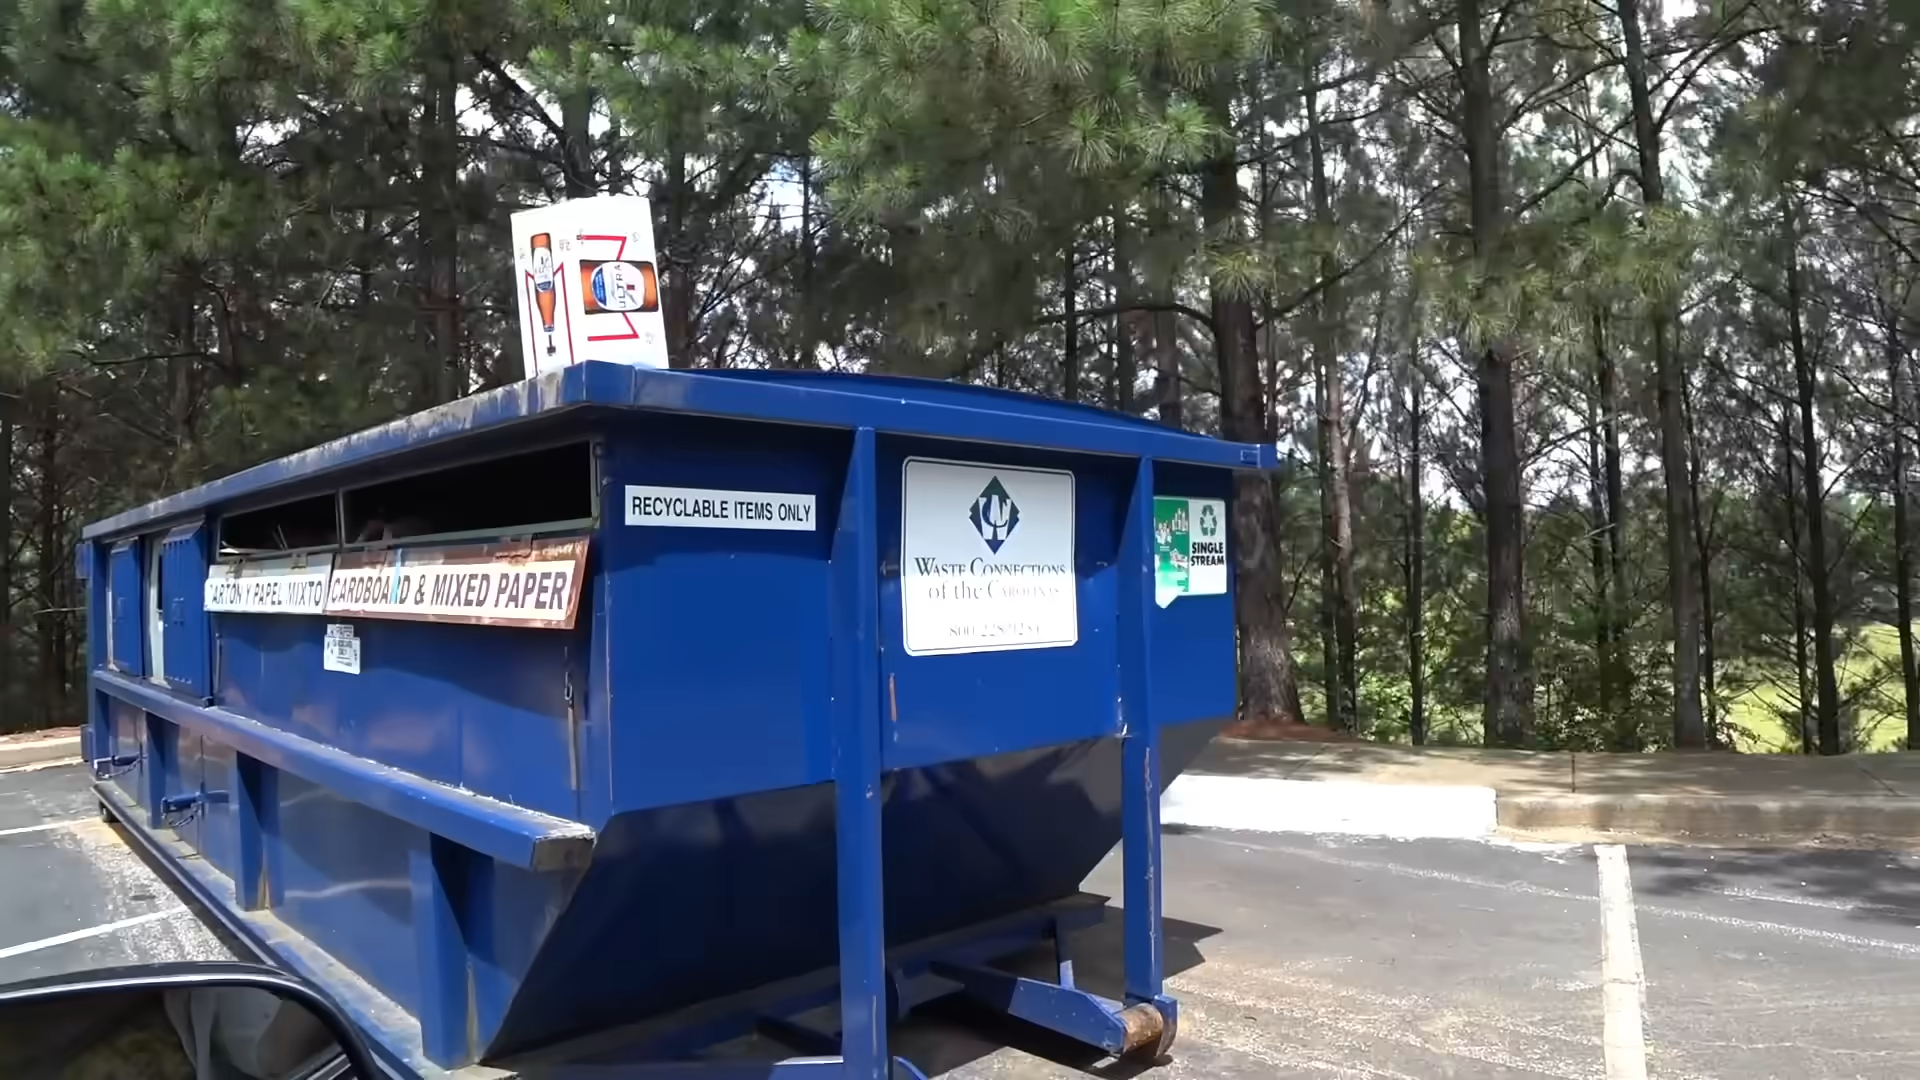 ULTRA
RECYCLABLE ITEMS ONLY
WASTE CONNECTIONS
of the CAROLINAS
SINGLE
STREAM
CARTON Y PAPEL MIXTO
CARDBOARD & MIXED PAPER